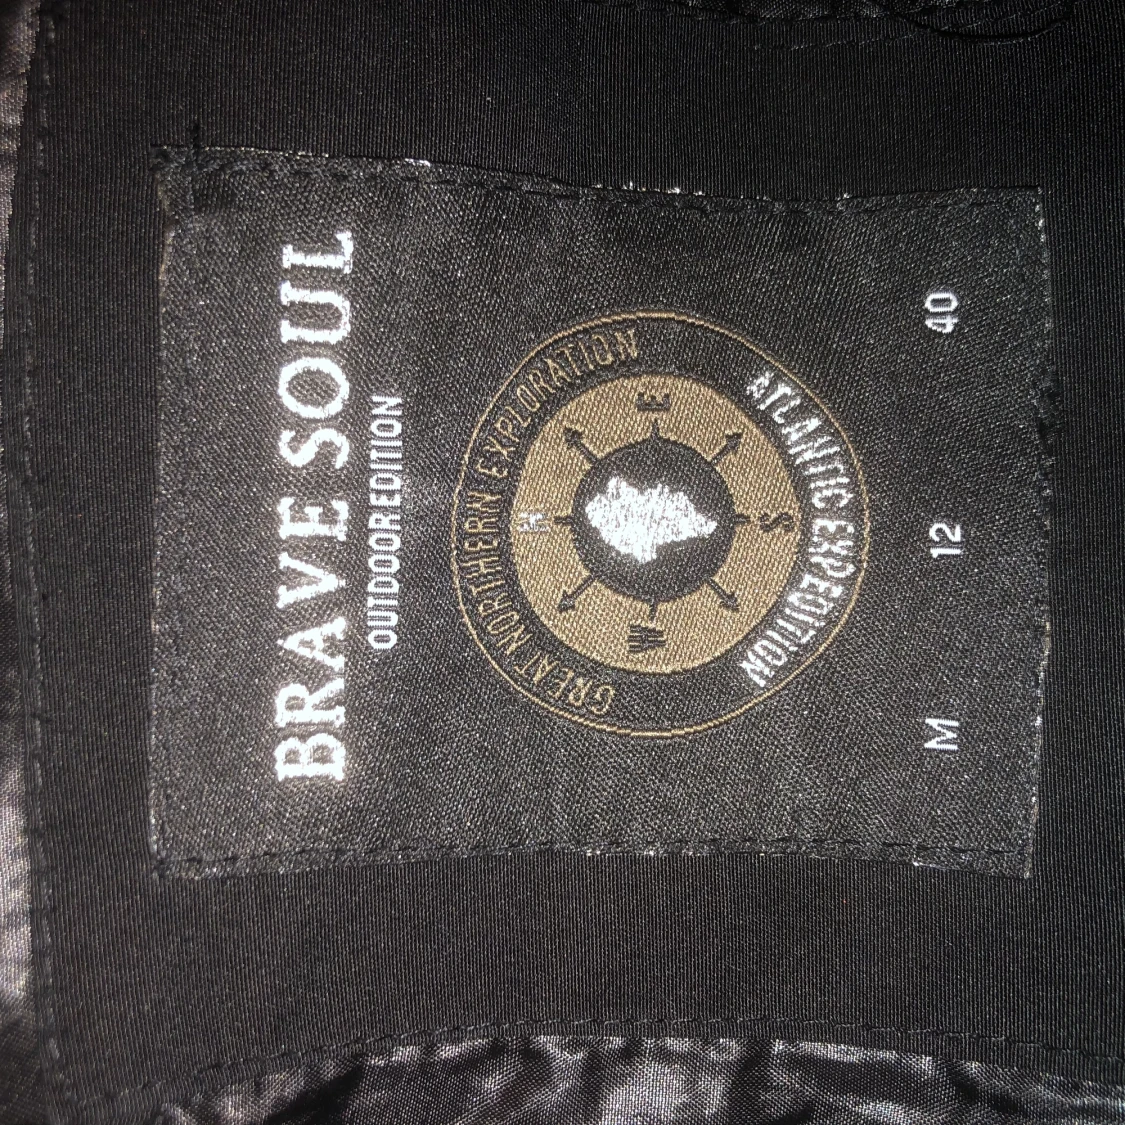 BRAVE SOUL
OUTDOOR EDITION
GREAT NORTHERN EXPLORATION
N
W E
S
ATLANTIC EXPEDITION
M 12 40